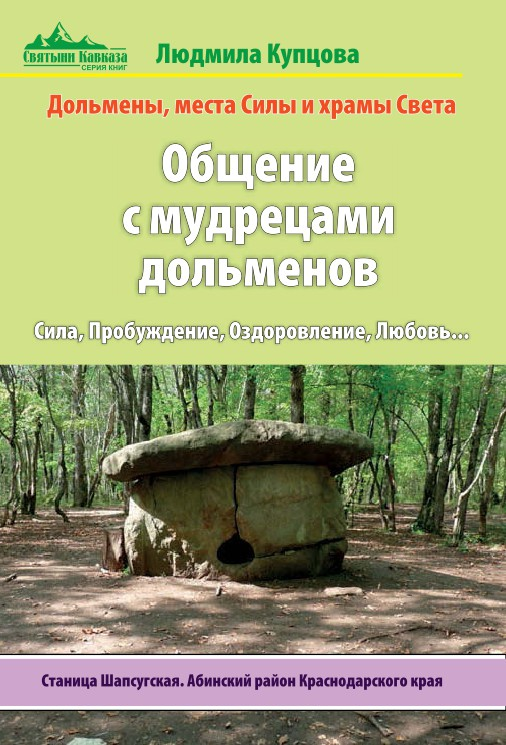 Святыни Кавказа
СЕРИЯ КНИГ
Людмила Купцова
Дольмены, места Силы и храмы Света
Общение
с мудрецами
дольменов
Сила, Пробуждение, Оздоровление, Любовь...
Станица Шапсугская. Абинский район Краснодарского края